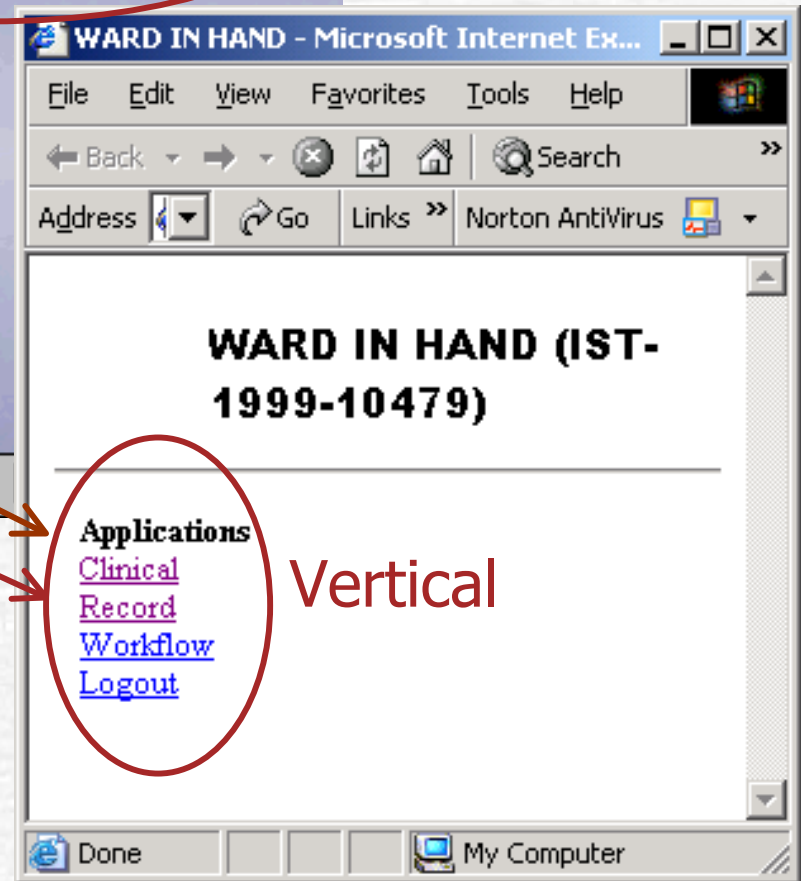 WARD IN HAND - Microsoft Internet Ex...
File Edit View Favorites Tools Help
Back Search »
Address Go Links » Norton AntiVirus
WARD IN HAND (IST-
1999-10479)
Applications
Clinical
Record
Workflow
Logout
Vertical
Done My Computer